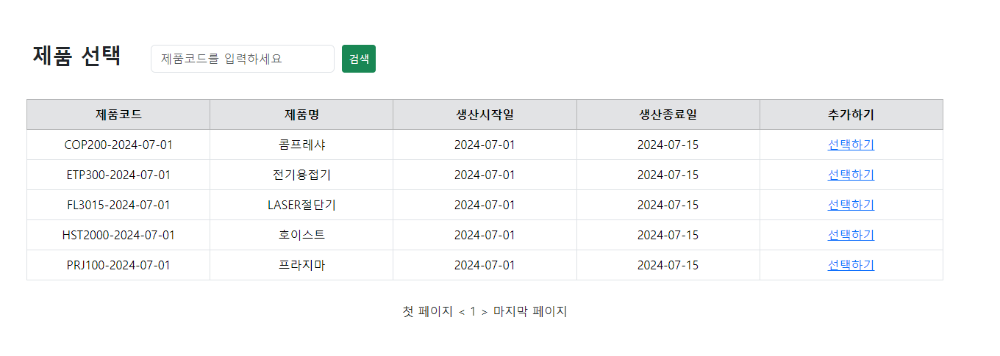 제품 선택 제품코드를 입력하세요 검색
제품코드 제품명 생산시작일 생산종료일 추가하기
COP200-2024-07-01 콤프레샤 2024-07-01 2024-07-15 선택하기
ETP300-2024-07-01 전기용접기 2024-07-01 2024-07-15 선택하기
FL3015-2024-07-01 LASER절단기 2024-07-01 2024-07-15 선택하기
HST2000-2024-07-01 호이스트 2024-07-01 2024-07-15 선택하기
PRJ100-2024-07-01 프라지마 2024-07-01 2024-07-15 선택하기
첫 페이지 < 1 > 마지막 페이지